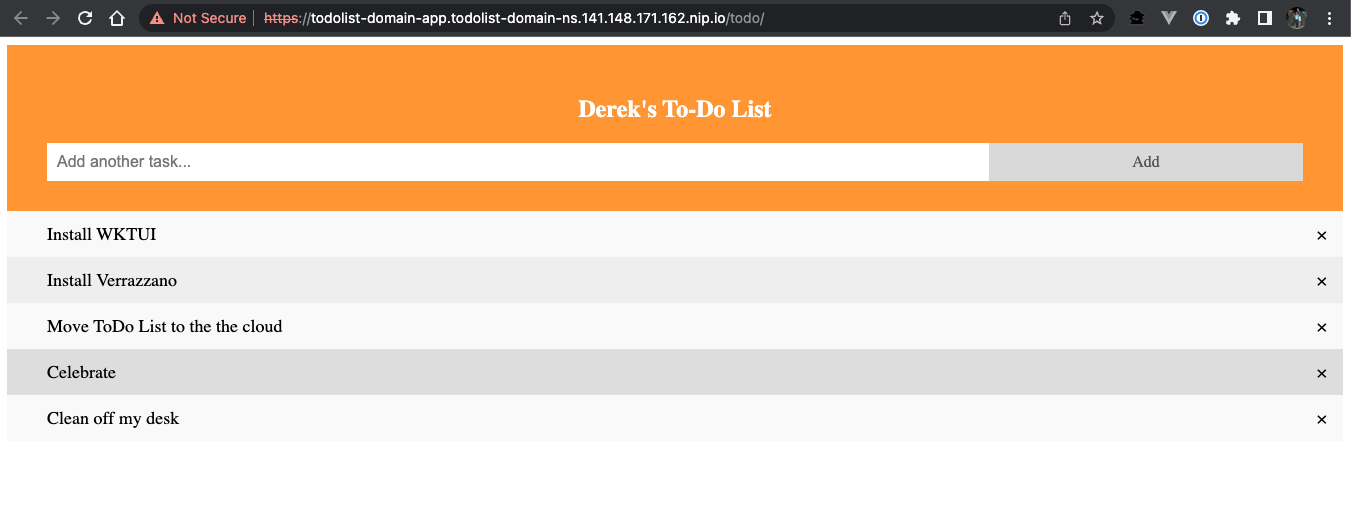 Not Secure https://todolist-domain-app.todolist-domain-ns.141.148.171.162.nip.io/todo/
Derek's To-Do List
Add another task... Add
Install WKTUI ×
Install Verrazzano ×
Move ToDo List to the the cloud ×
Celebrate ×
Clean off my desk ×